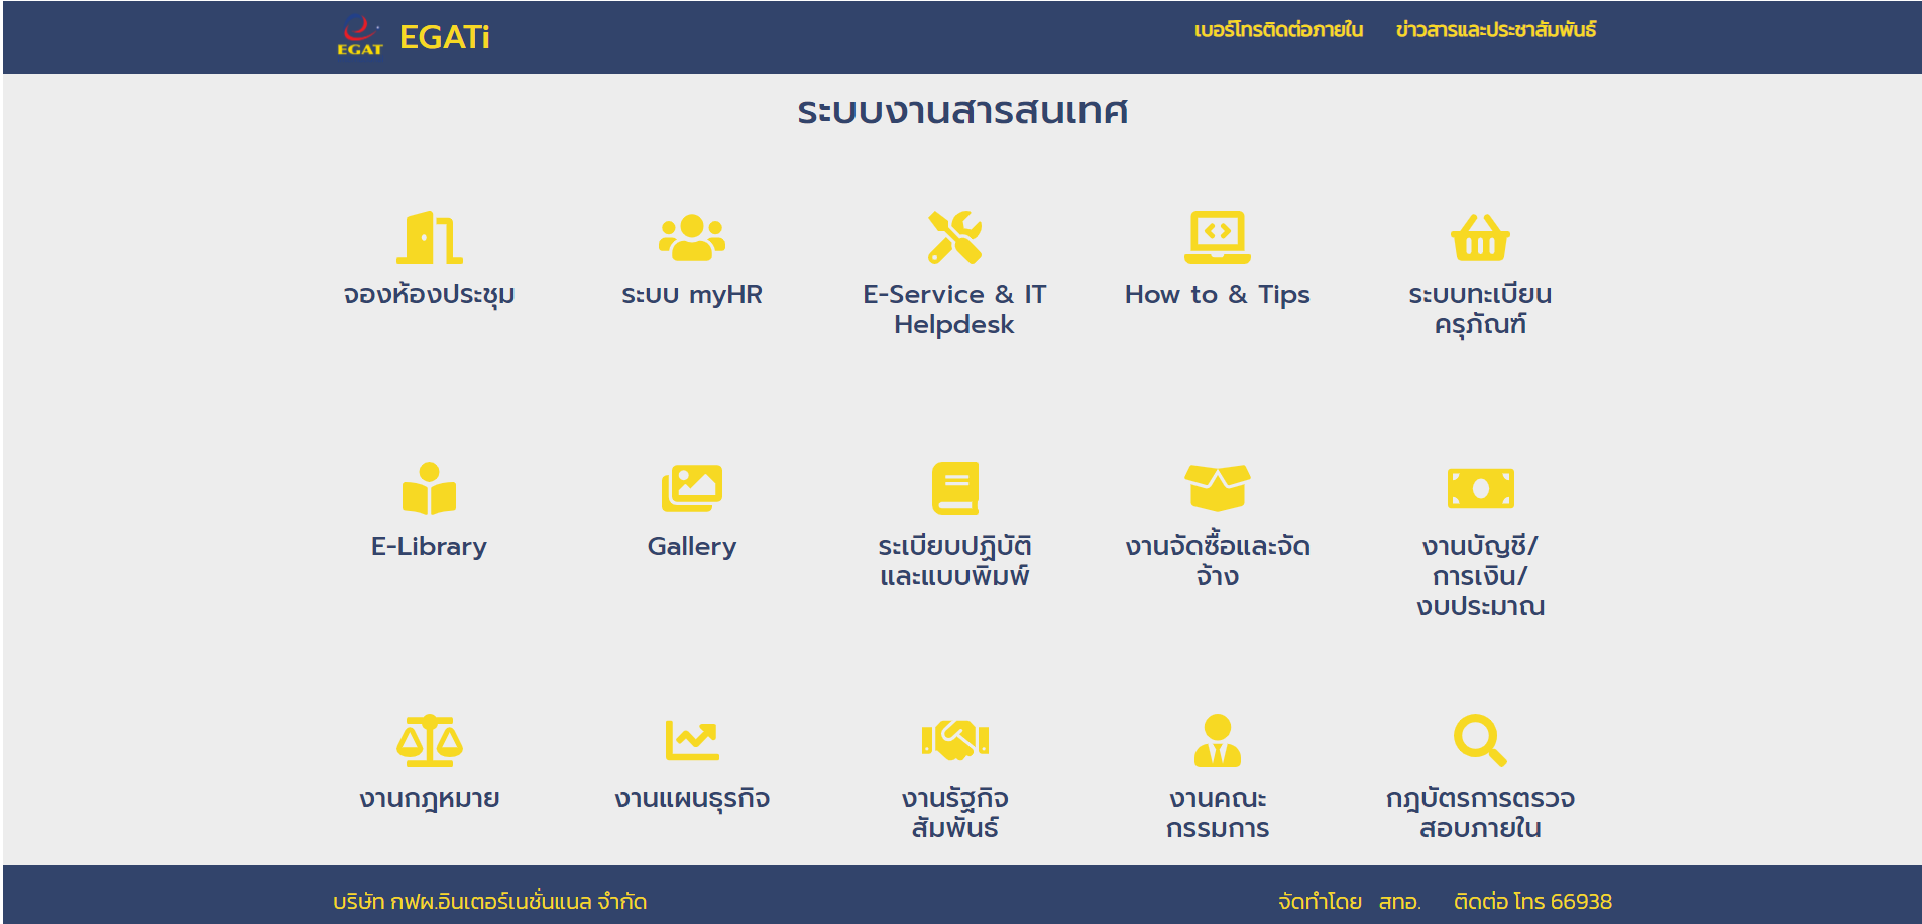 EGAT EGATi เบอร์โทรติดต่อภายใน ข่าวสารและประชาสัมพันธ์
ระบบงานสารสนเทศ
จองห้องประชุม
ระบบ myHR
E-Service & IT
Helpdesk
How to & Tips
ระบบทะเบียน
ครุภัณฑ์
E-Library
Gallery
ระเบียบปฏิบัติ
และแบบพิมพ์
งานจัดซื้อและจัด
จ้าง
งานบัญชี/
การเงิน/
งบประมาณ
งานกฎหมาย
งานแผนธุรกิจ
งานรัฐกิจ
สัมพันธ์
งานคณะ
กรรมการ
กฎบัตรการตรวจ
สอบภายใน
บริษัท กฟผ.อินเตอร์เนชั่นแนล จำกัด จัดทำโดย สทอ. ติดต่อ โทร 66938